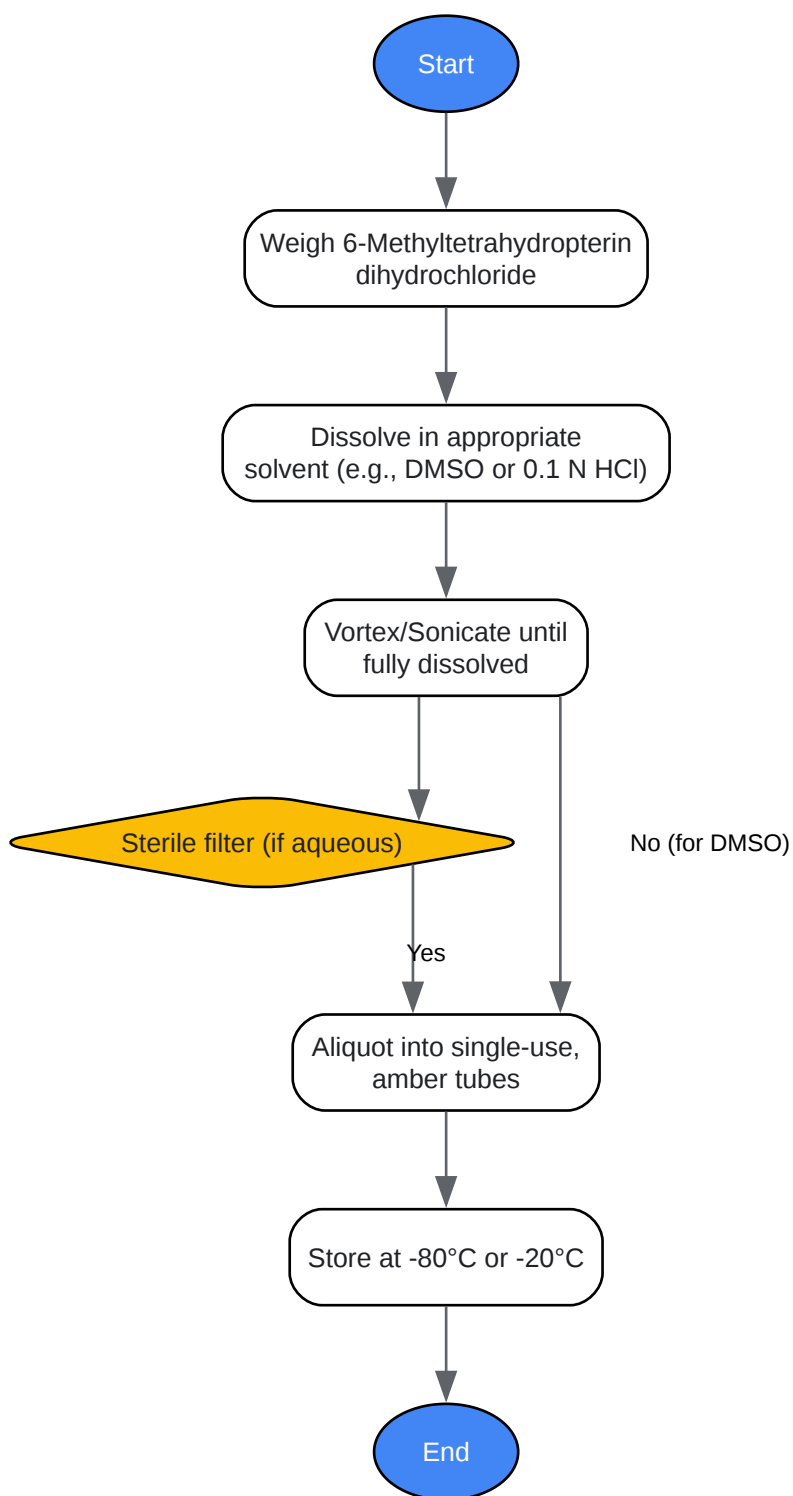 Start
Weigh 6-Methyltetrahydropterin
dihydrochloride
Dissolve in appropriate
solvent (e.g., DMSO or 0.1 N HCl)
Vortex/Sonicate until
fully dissolved
Sterile filter (if aqueous)
No (for DMSO)
Yes
Aliquot into single-use,
amber tubes
Store at -80°C or -20°C
End